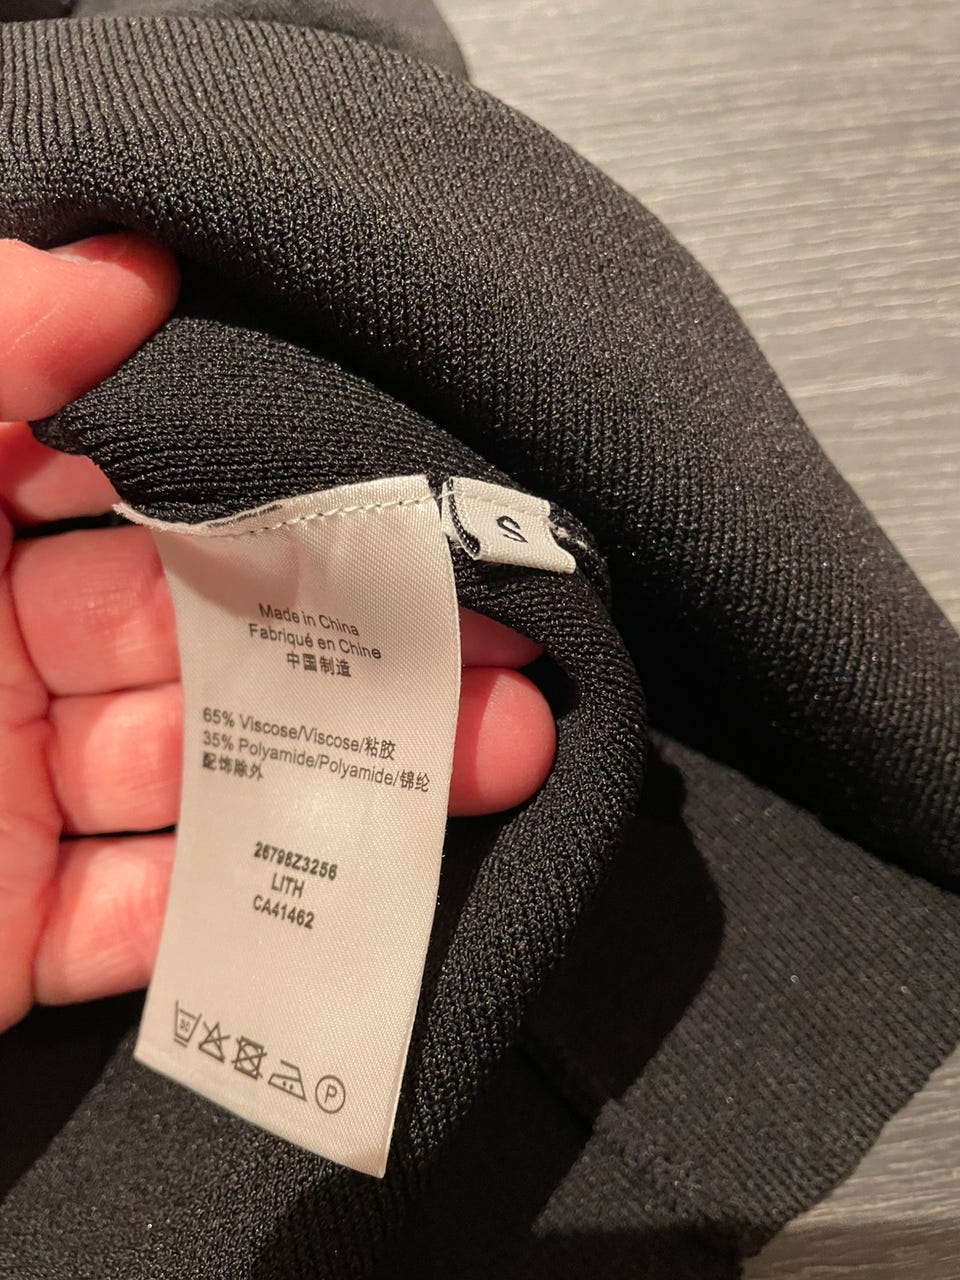 S
Made in China
Fabriqué en Chine
中国制造
65% Viscose/Viscose/粘胶
35% Polyamide/Polyamide/锦纶
配饰除外
26798Z3256
LITH
CA41462
30
P